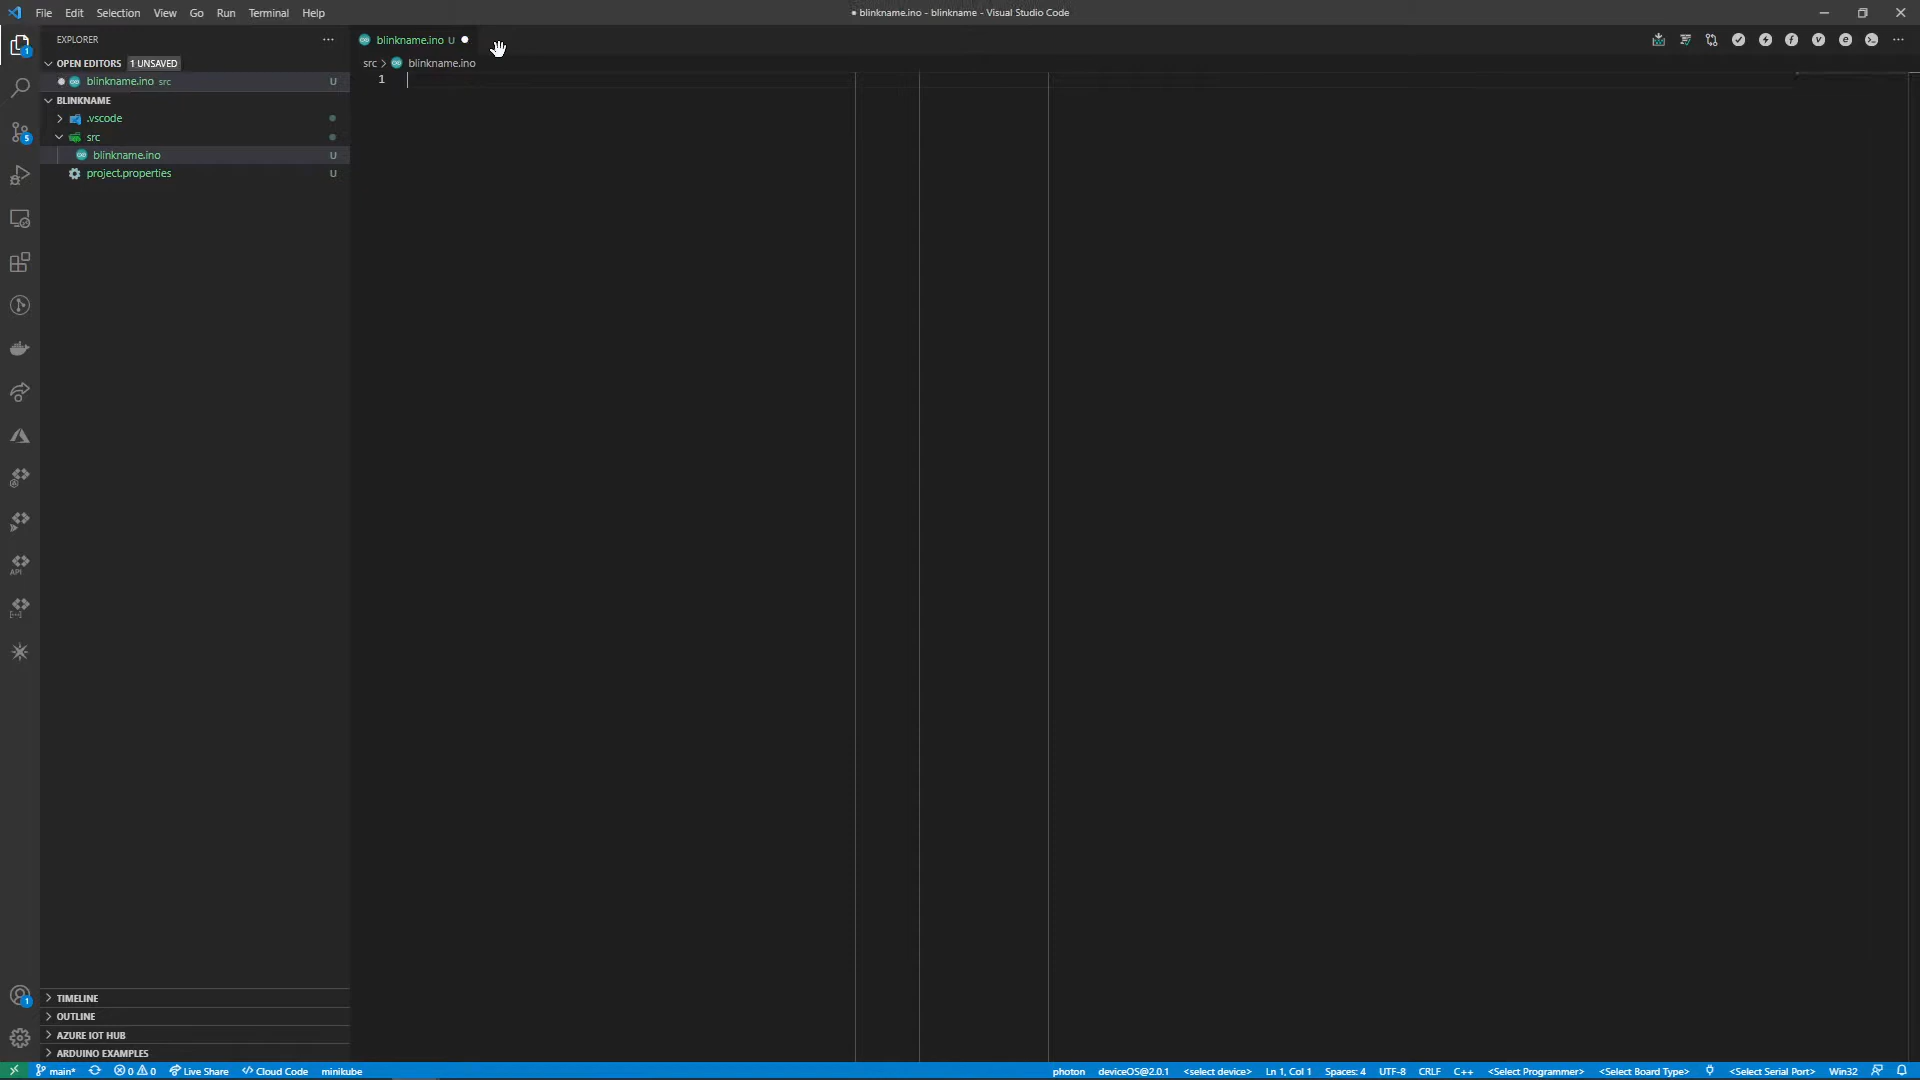 File Edit Selection View Go Run Terminal Help
● blinkname.ino - blinkname - Visual Studio Code
EXPLORER
blinkname.ino U
OPEN EDITORS 1 UNSAVED
src > blinkname.ino
blinkname.ino src U
1
BLINKNAME
.vscode
src
blinkname.ino U
project.properties U
API
TIMELINE
OUTLINE
AZURE IOT HUB
ARDUINO EXAMPLES
main* 0 0 Live Share Cloud Code minikube photon deviceOS@2.0.1 <select device> Ln 1, Col 1 Spaces: 4 UTF-8 CRLF C++ <Select Programmer> <Select Board Type> <Select Serial Port> Win32